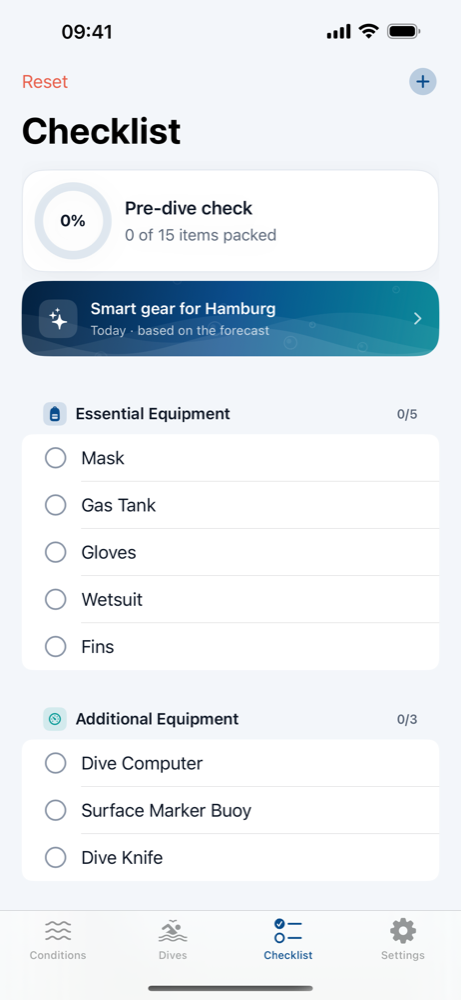 09:41
Reset
Checklist
0%
Pre-dive check
0 of 15 items packed
Smart gear for Hamburg
Today · based on the forecast
Essential Equipment 0/5
Mask
Gas Tank
Gloves
Wetsuit
Fins
Additional Equipment 0/3
Dive Computer
Surface Marker Buoy
Dive Knife
Conditions Dives Checklist Settings